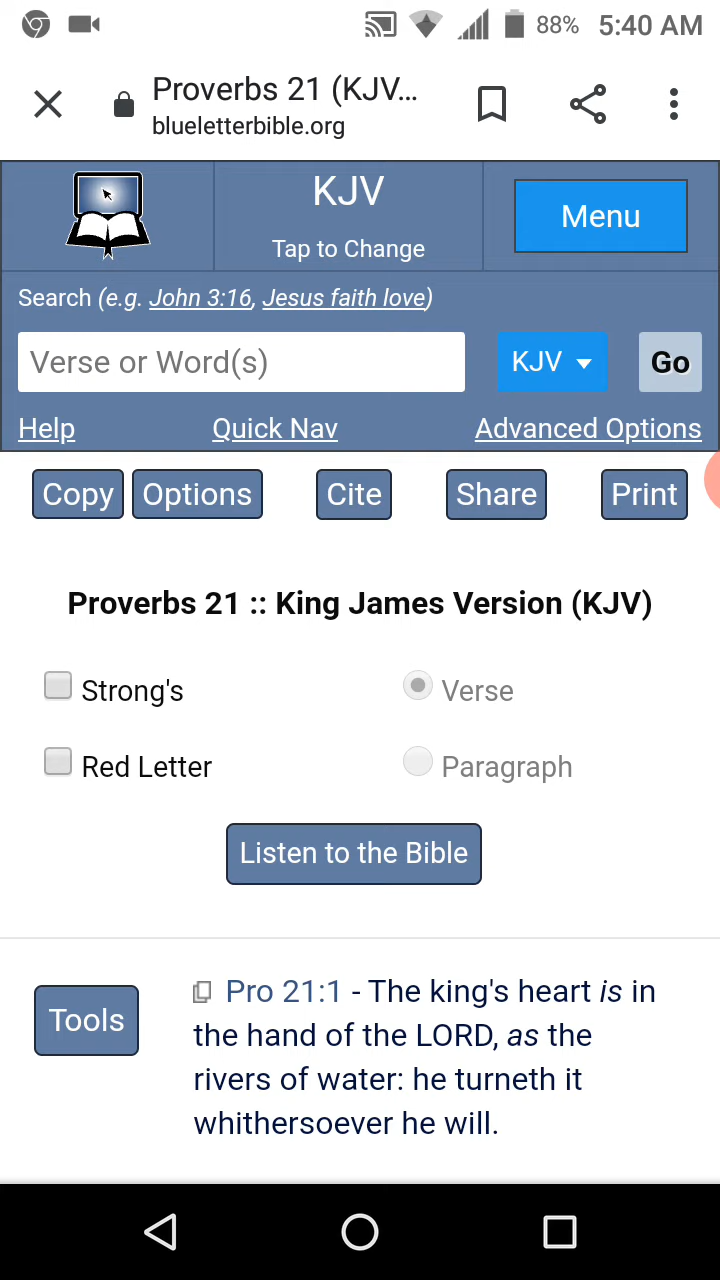 88% 5:40 AM
Proverbs 21 (KJV...
blueletterbible.org
KJV
Tap to Change
Menu
Search (e.g. John 3:16, Jesus faith love)
Verse or Word(s)
KJV
Go
Help Quick Nav Advanced Options
Copy Options Cite Share Print
Proverbs 21 :: King James Version (KJV)
Strong's Verse
Red Letter Paragraph
Listen to the Bible
Tools
Pro 21:1 - The king's heart is in
the hand of the LORD, as the
rivers of water: he turneth it
whithersoever he will.